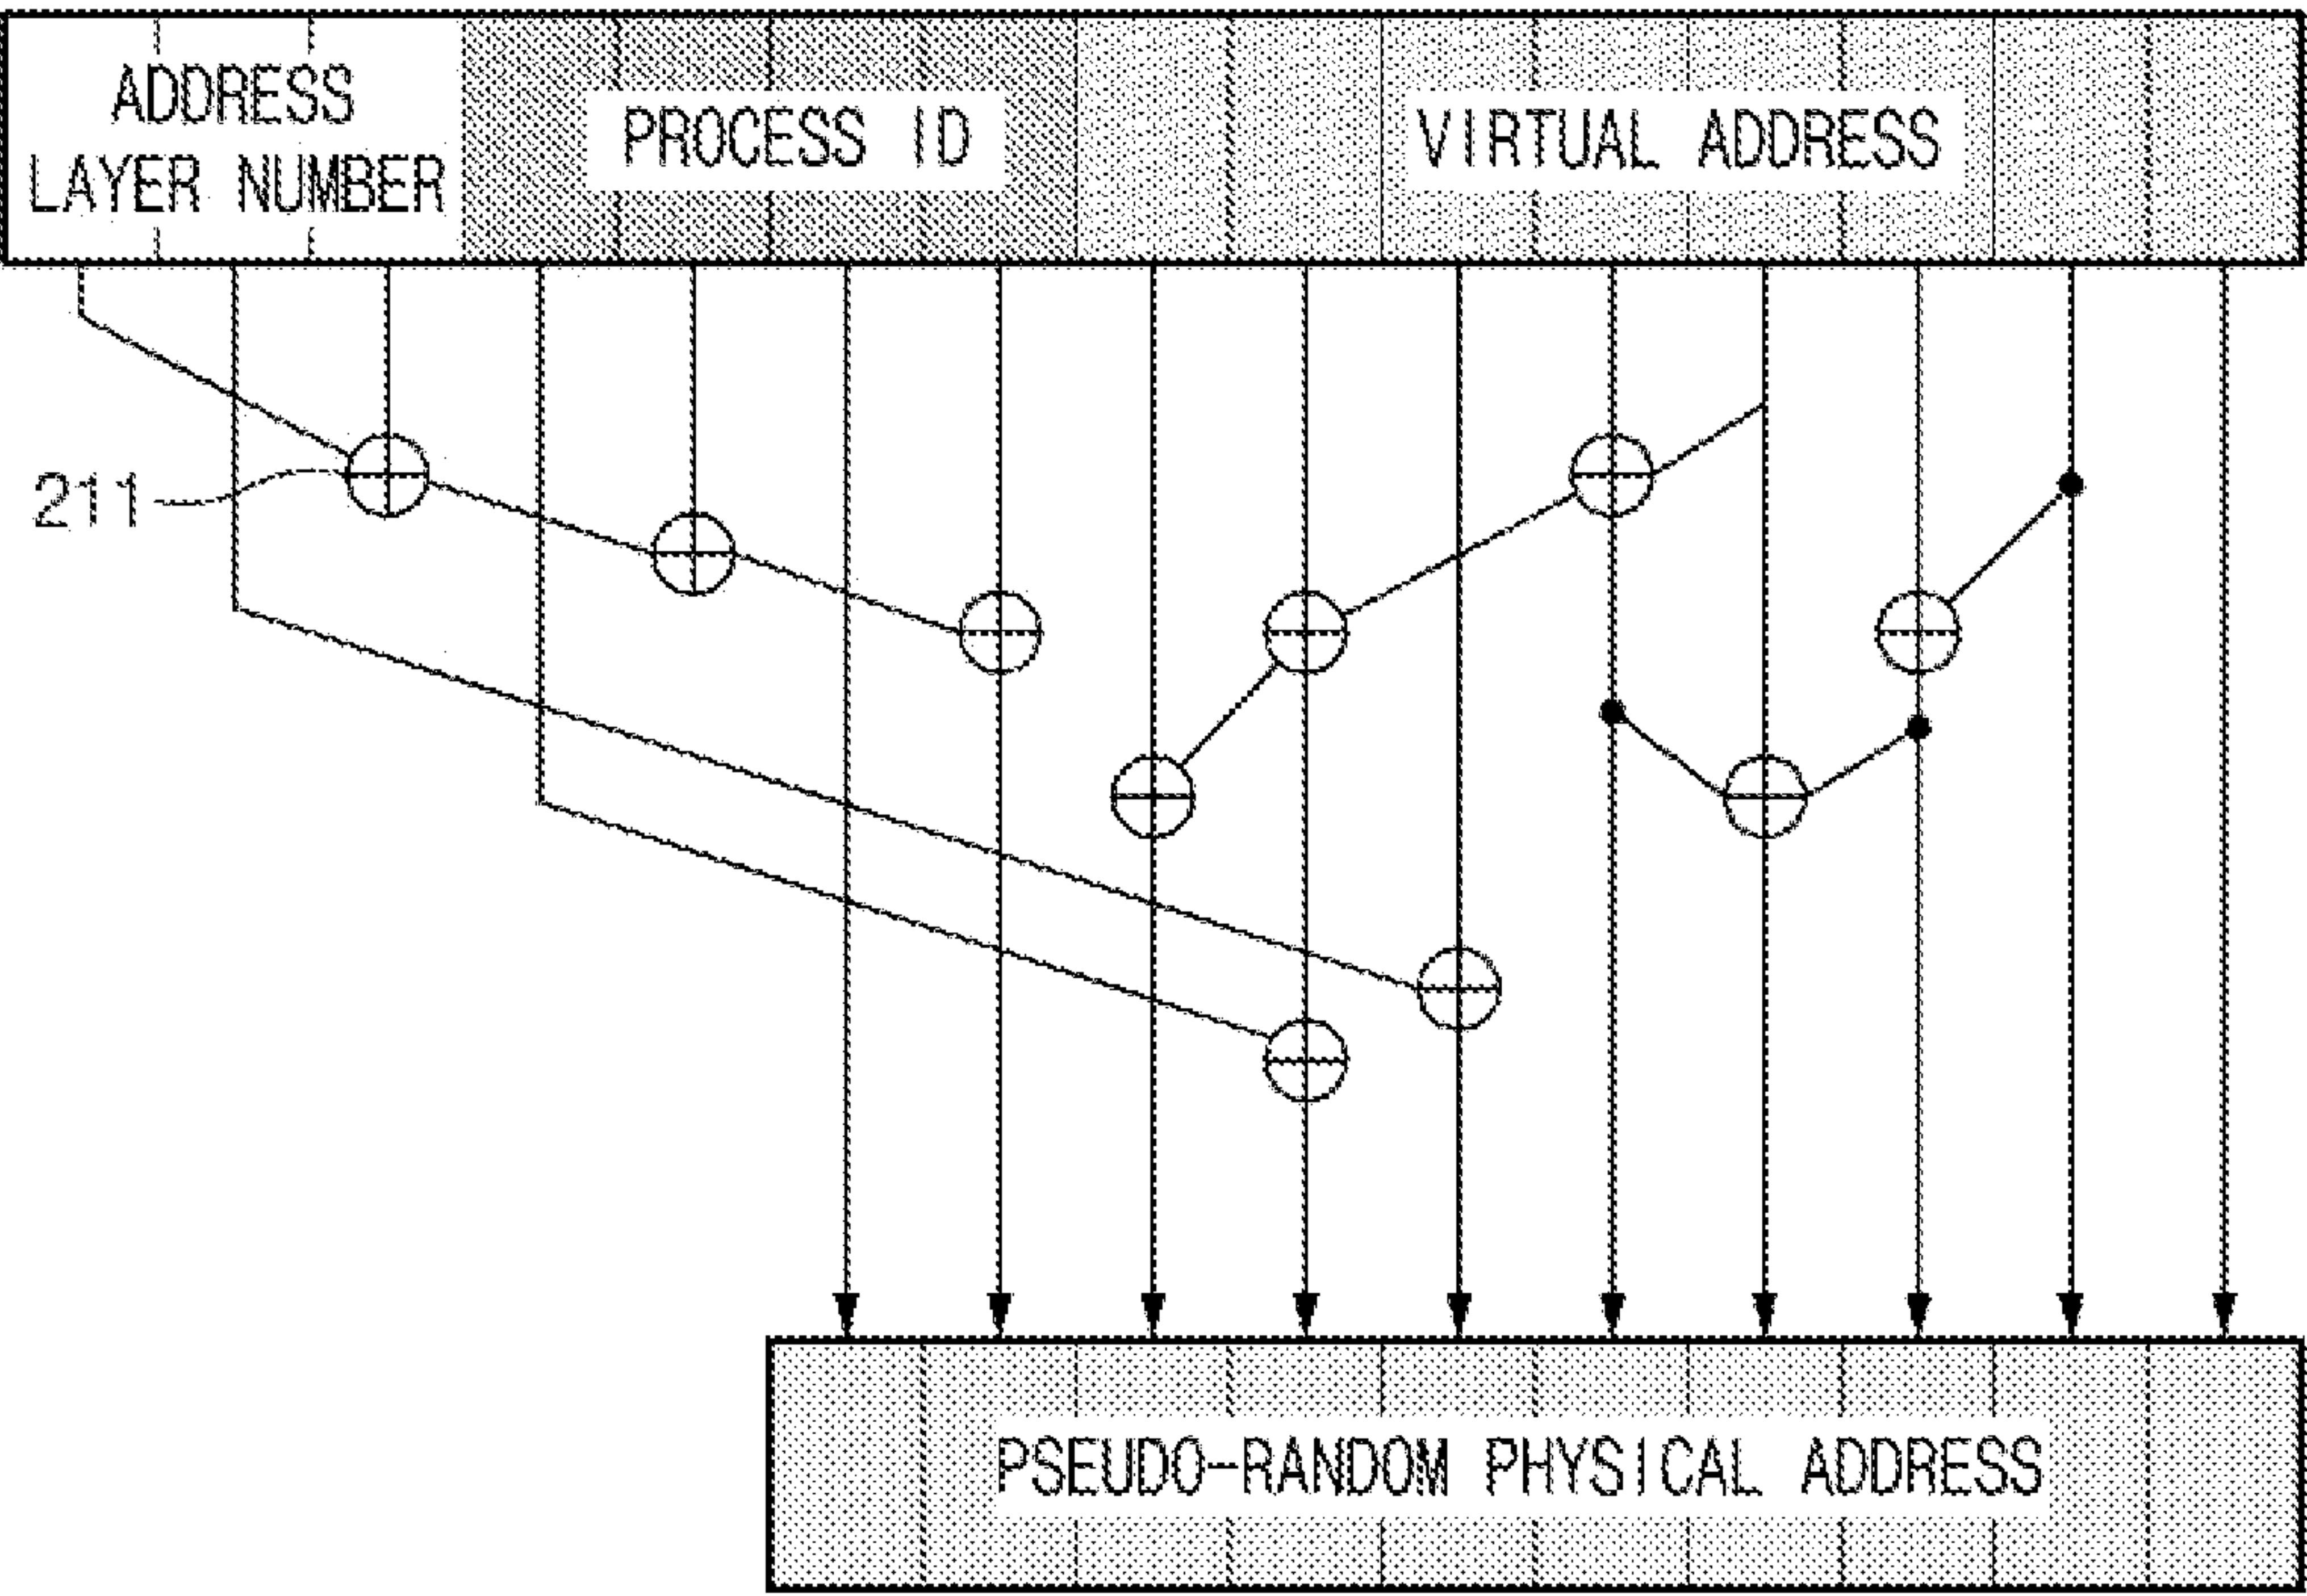 ADDRESS
LAYER NUMBER
PROCESS ID
VIRTUAL ADDRESS
211
PSEUDO-RANDOM PHYSICAL ADDRESS